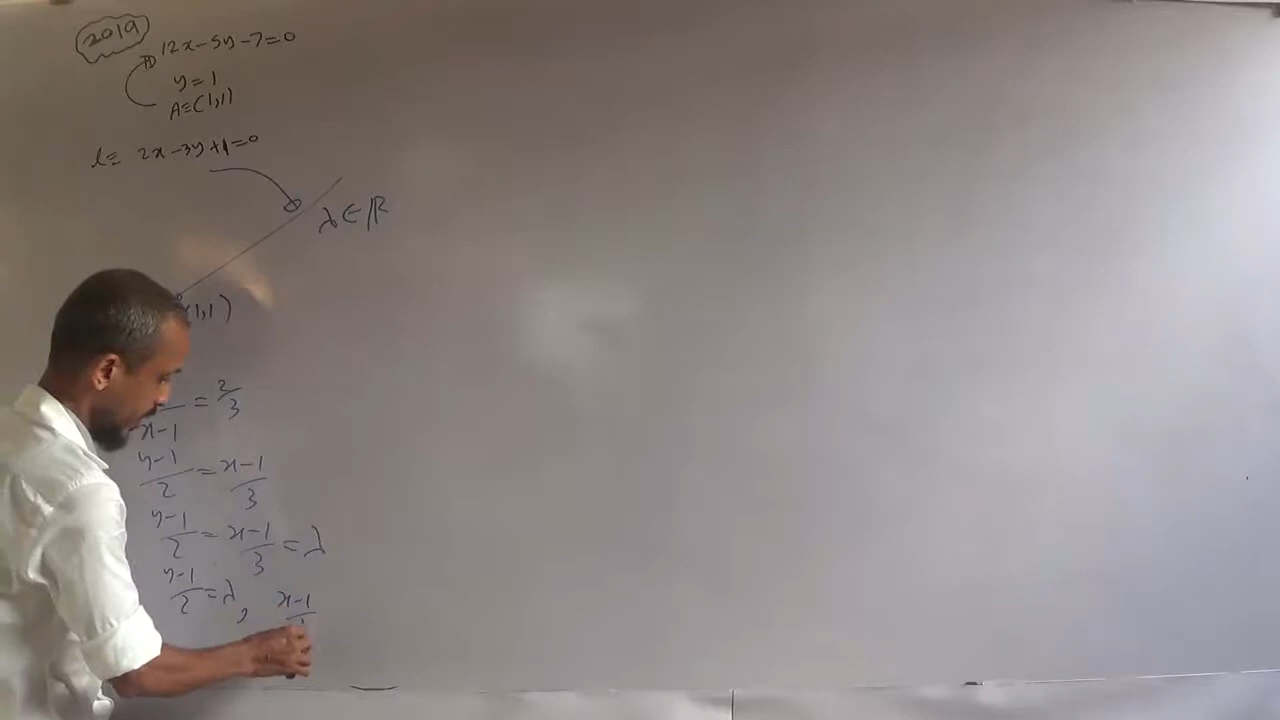 2019
12x-5y-7=0
y=1
A≡(1,1)
l≡ 2x-3y+1=0
λ∈ℝ
(1,1)
/x-1 = 2/3
y-1/2 = x-1/3
y-1/2 = x-1/3 = λ
y-1/2 = λ, x-1/